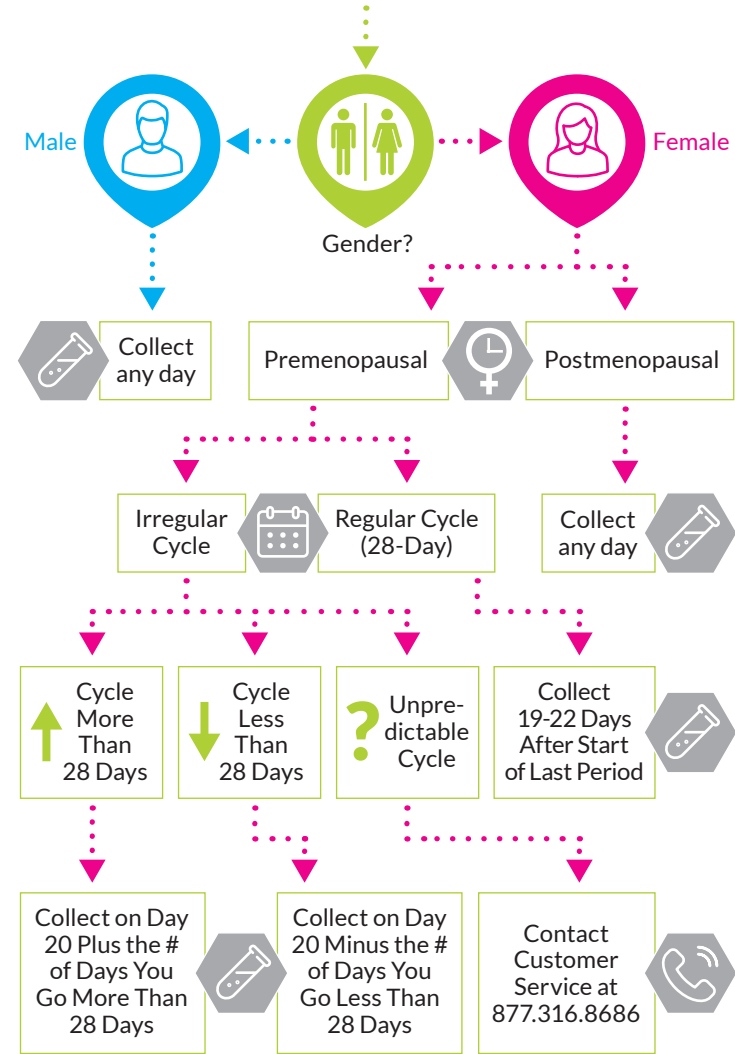 Male
Female
Gender?
Collect
any day
Premenopausal
Postmenopausal
Irregular
Cycle
Regular Cycle
(28-Day)
Collect
any day
Cycle
More
Than
28 Days
Cycle
Less
Than
28 Days
?
Unpre-
dictable
Cycle
Collect
19-22 Days
After Start
of Last Period
Collect on Day
20 Plus the #
of Days You
Go More Than
28 Days
Collect on Day
20 Minus the #
of Days You
Go Less Than
28 Days
Contact
Customer
Service at
877.316.8686